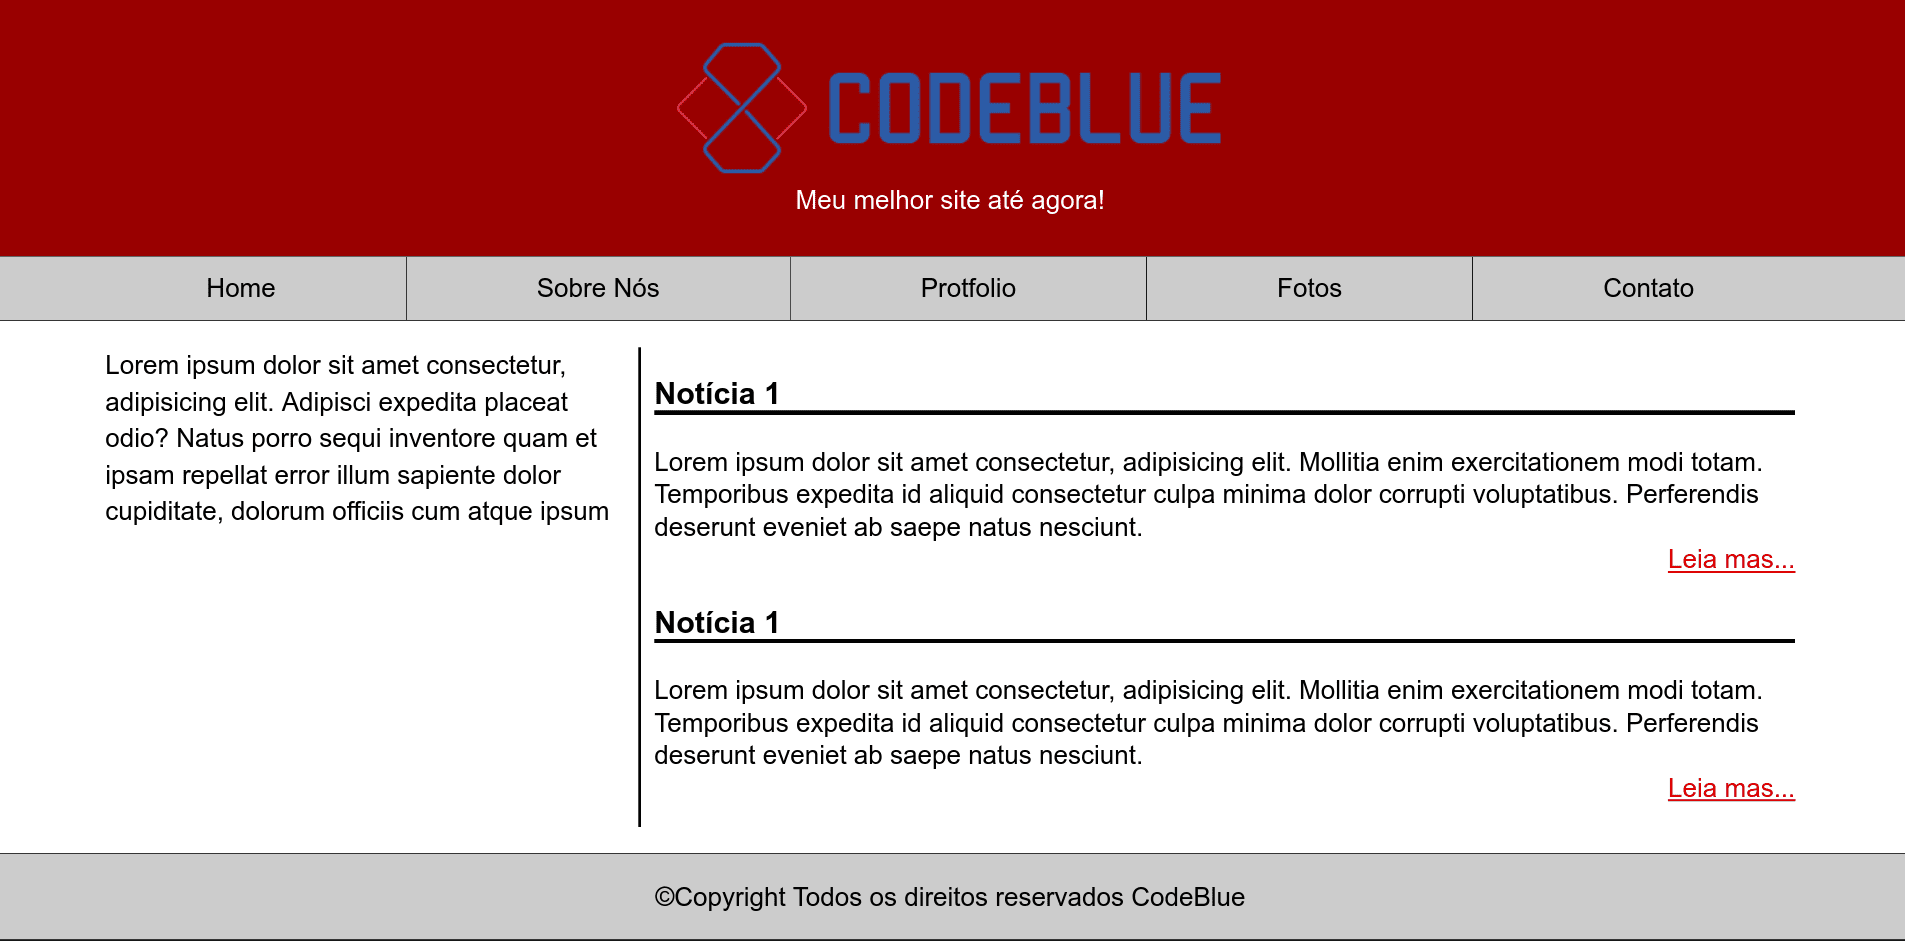 CODEBLUE
Meu melhor site até agora!
Home Sobre Nós Protfolio Fotos Contato
Lorem ipsum dolor sit amet consectetur,
adipisicing elit. Adipisci expedita placeat
odio? Natus porro sequi inventore quam et
ipsam repellat error illum sapiente dolor
cupiditate, dolorum officiis cum atque ipsum
Notícia 1
Lorem ipsum dolor sit amet consectetur, adipisicing elit. Mollitia enim exercitationem modi totam.
Temporibus expedita id aliquid consectetur culpa minima dolor corrupti voluptatibus. Perferendis
deserunt eveniet ab saepe natus nesciunt.
Leia mas...
Notícia 1
Lorem ipsum dolor sit amet consectetur, adipisicing elit. Mollitia enim exercitationem modi totam.
Temporibus expedita id aliquid consectetur culpa minima dolor corrupti voluptatibus. Perferendis
deserunt eveniet ab saepe natus nesciunt.
Leia mas...
©Copyright Todos os direitos reservados CodeBlue